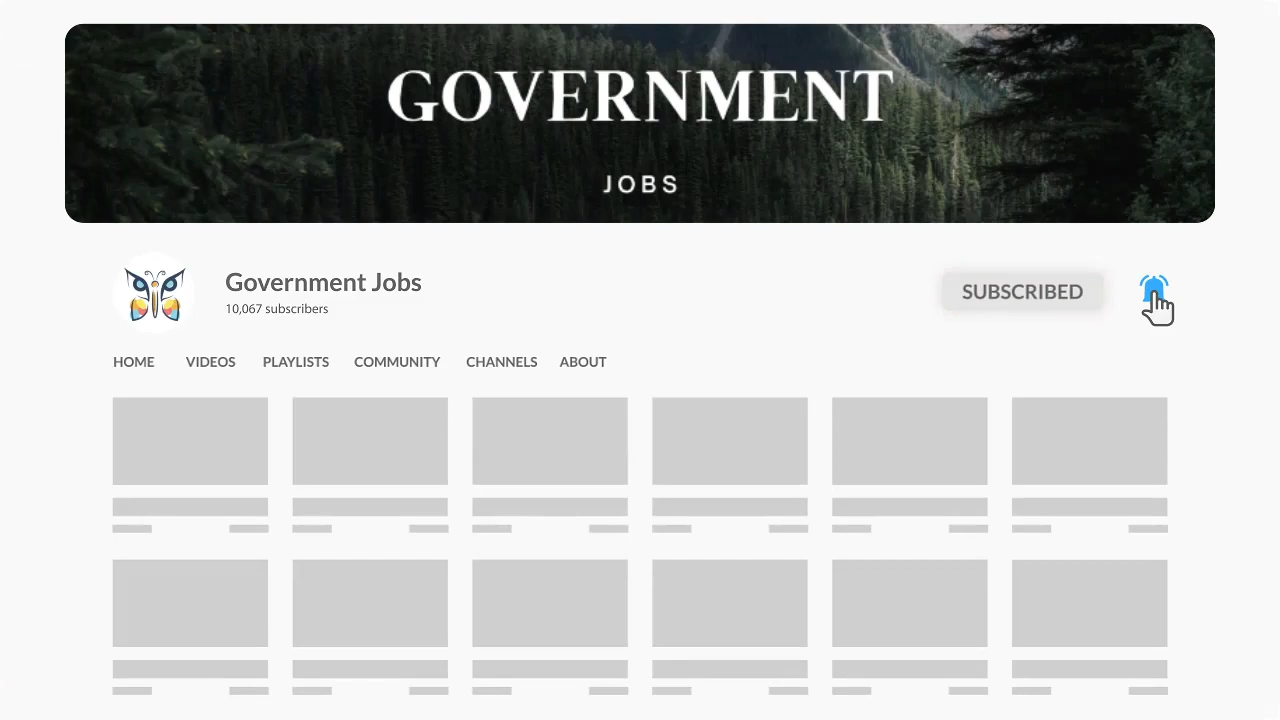 GOVERNMENT
JOBS
Government Jobs
10,067 subscribers
SUBSCRIBED
HOME VIDEOS PLAYLISTS COMMUNITY CHANNELS ABOUT